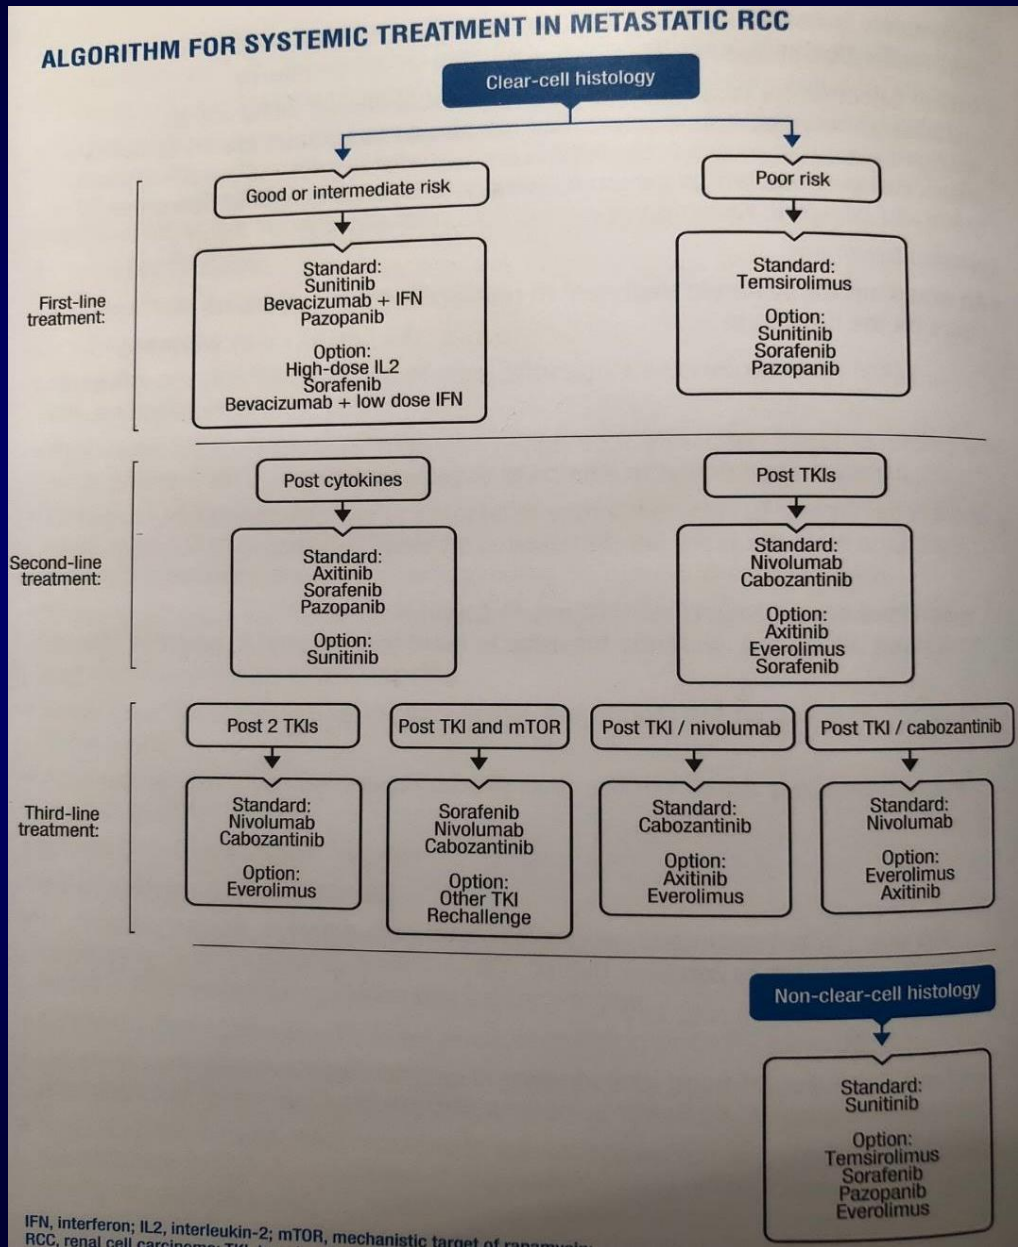 ALGORITHM FOR SYSTEMIC TREATMENT IN METASTATIC RCC
Clear-cell histology
Good or intermediate risk
Poor risk
First-line
treatment:
Standard:
Sunitinib
Bevacizumab + IFN
Pazopanib
Option:
High-dose IL2
Sorafenib
Bevacizumab + low dose IFN
Standard:
Temsirolimus
Option:
Sunitinib
Sorafenib
Pazopanib
Second-line
treatment:
Post cytokines
Standard:
Axitinib
Sorafenib
Pazopanib
Option:
Sunitinib
Post TKIs
Standard:
Nivolumab
Cabozantinib
Option:
Axitinib
Everolimus
Sorafenib
Third-line
treatment:
Post 2 TKIs
Standard:
Nivolumab
Cabozantinib
Option:
Everolimus
Post TKI and mTOR
Sorafenib
Nivolumab
Cabozantinib
Option:
Other TKI
Rechallenge
Post TKI / nivolumab
Standard:
Cabozantinib
Option:
Axitinib
Everolimus
Post TKI / cabozantinib
Standard:
Nivolumab
Option:
Everolimus
Axitinib
Non-clear-cell histology
Standard:
Sunitinib
Option:
Temsirolimus
Sorafenib
Pazopanib
Everolimus
IFN, interferon; IL2, interleukin-2; mTOR, mechanistic target of
RCC, renal cell